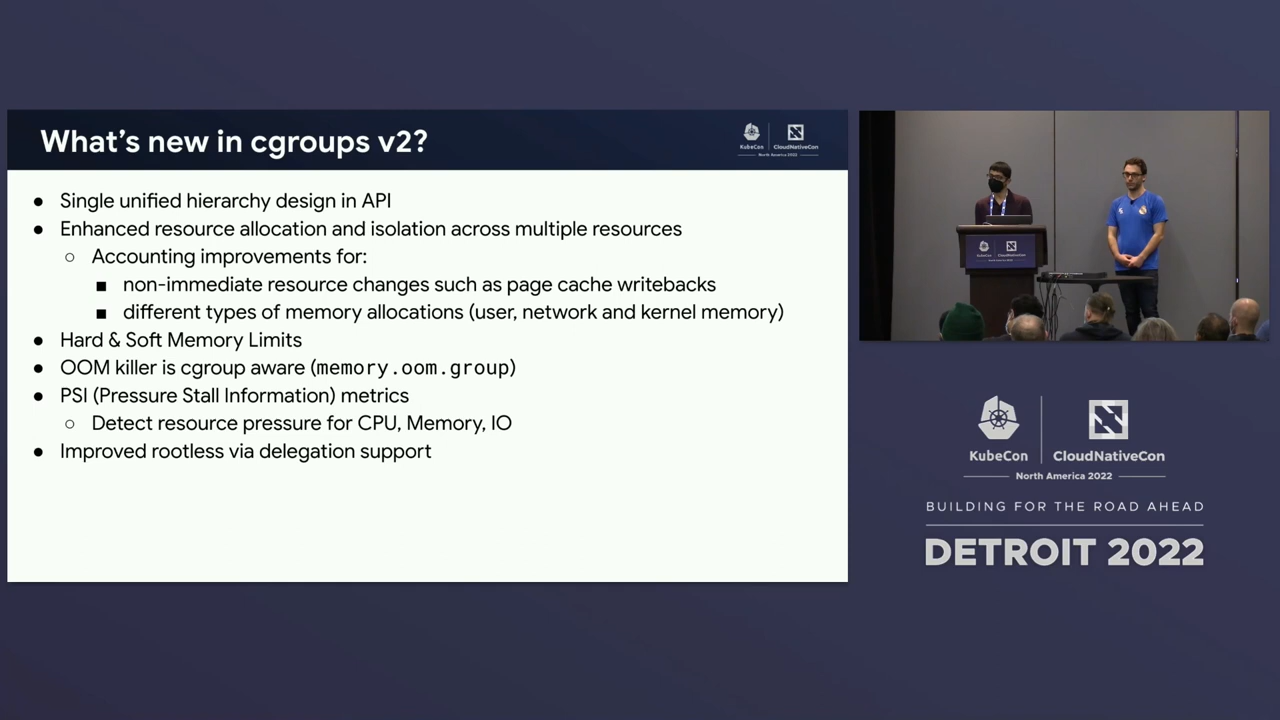 What's new in cgroups v2?
KubeCon
CloudNativeCon
North America 2022
● Single unified hierarchy design in API
● Enhanced resource allocation and isolation across multiple resources
○ Accounting improvements for:
■ non-immediate resource changes such as page cache writebacks
■ different types of memory allocations (user, network and kernel memory)
● Hard & Soft Memory Limits
● OOM killer is cgroup aware (memory.oom.group)
● PSI (Pressure Stall Information) metrics
○ Detect resource pressure for CPU, Memory, IO
● Improved rootless via delegation support
KubeCon
CloudNativeCon
North America 2022
BUILDING FOR THE ROAD AHEAD
DETROIT 2022